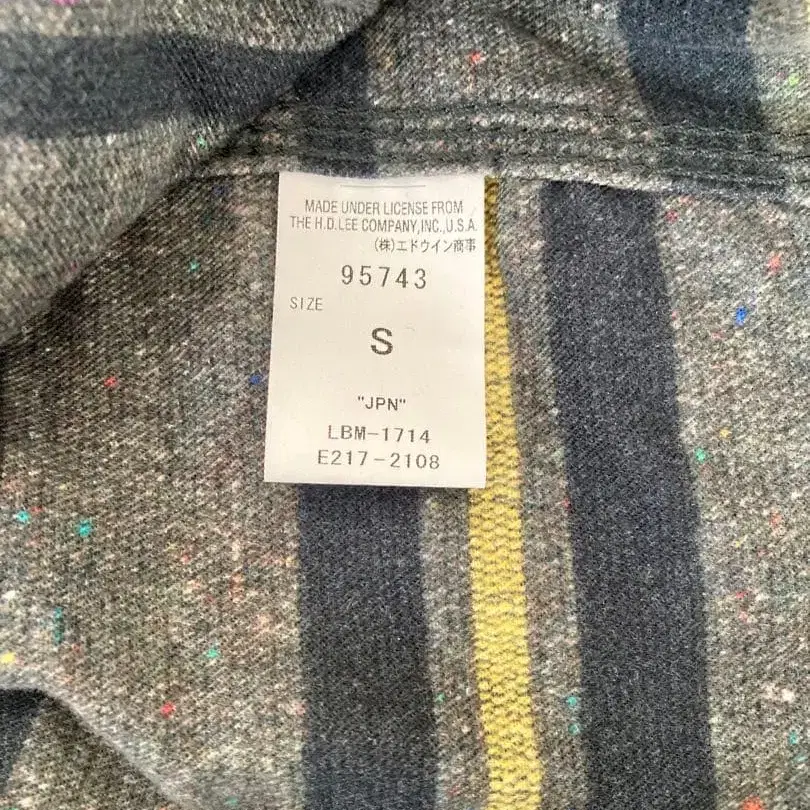 MADE UNDER LICENSE FROM
THE H.D.LEE COMPANY,INC.,U.S.A.
(株)エドウイン商事
95743
SIZE
S
"JPN"
LBM-1714
E217-2108